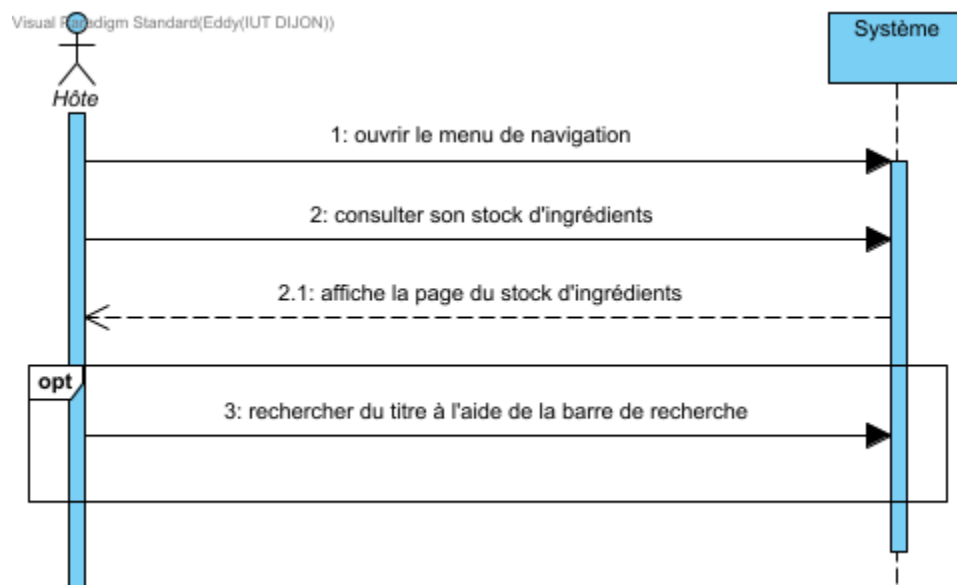 Visual Paradigm Standard(Eddy(IUT DIJON))
Système
Hôte
1: ouvrir le menu de navigation
2: consulter son stock d'ingrédients
2.1: affiche la page du stock d'ingrédients
opt
3: rechercher du titre à l'aide de la barre de recherche